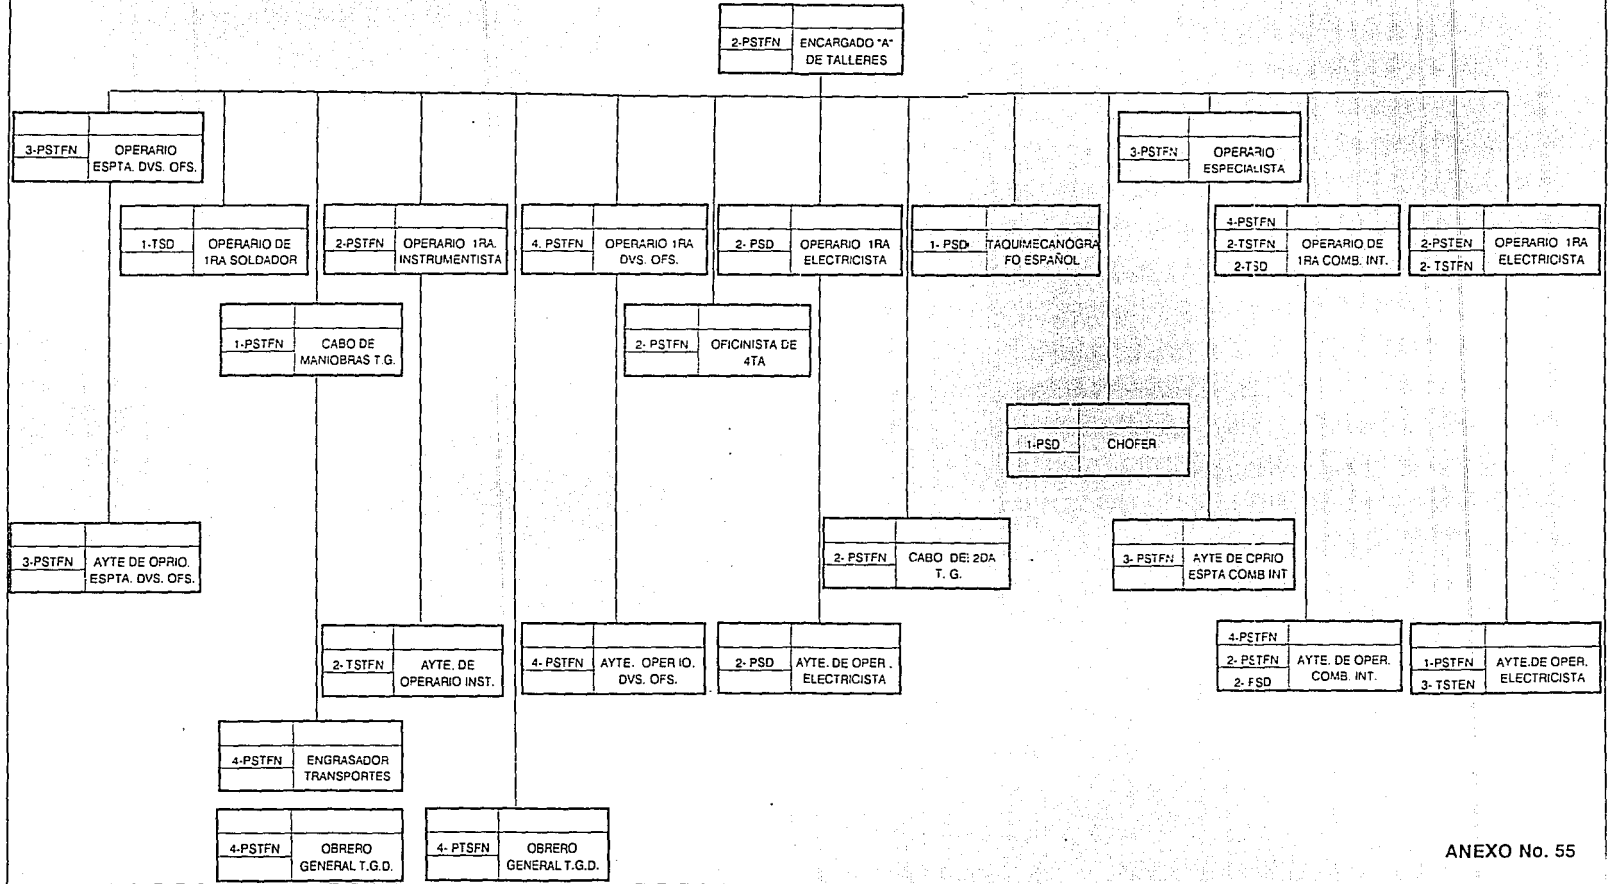 2-PSTFN ENCARGADO "A"
DE TALLERES
3-PSTFN OPERARIO
ESPTA. DVS. OFS.
3-PSTFN OPERARIO
ESPECIALISTA
1-TSD OPERARIO DE
1RA SOLDADOR
2-PSTFN OPERARIO 1RA.
INSTRUMENTISTA
4. PSTFN OPERARIO 1RA
DVS. OFS.
2- PSD OPERARIO 1RA
ELECTRICISTA
1- PSD TAQUIMECANOGRA
FO ESPAÑOL
4-PSTFN
2-TSTFN OPERARIO DE
2-TSD 1RA COMB. INT.
2-PSTEN OPERARIO 1RA
2- TSTFN ELECTRICISTA
1-PSTFN CABO DE
MANIOBRAS T.G.
2- PSTFN OFICINISTA DE
4TA
1-PSD CHOFER
3-PSTFN AYTE DE OPRIO.
ESPTA. DVS. OFS.
2- PSTFN CABO DE 2DA
T. G.
3- PSTFN AYTE DE CPRIO
ESPTA COMB INT
2- TSTFN AYTE. DE
OPERARIO INST.
4- PSTFN AYTE. OPERIO.
DVS. OFS.
2- PSD AYTE. DE OPER.
ELECTRICISTA
4-PSTFN
2- PSTFN AYTE. DE OPER.
2- FSD COMB. INT.
1-PSTFN AYTE.DE OPER.
3- TSTEN ELECTRICISTA
4-PSTFN ENGRASADOR
TRANSPORTES
4-PSTFN OBRERO
GENERAL T.G.D.
4- PTSFN OBRERO
GENERAL T.G.D.
ANEXO No. 55